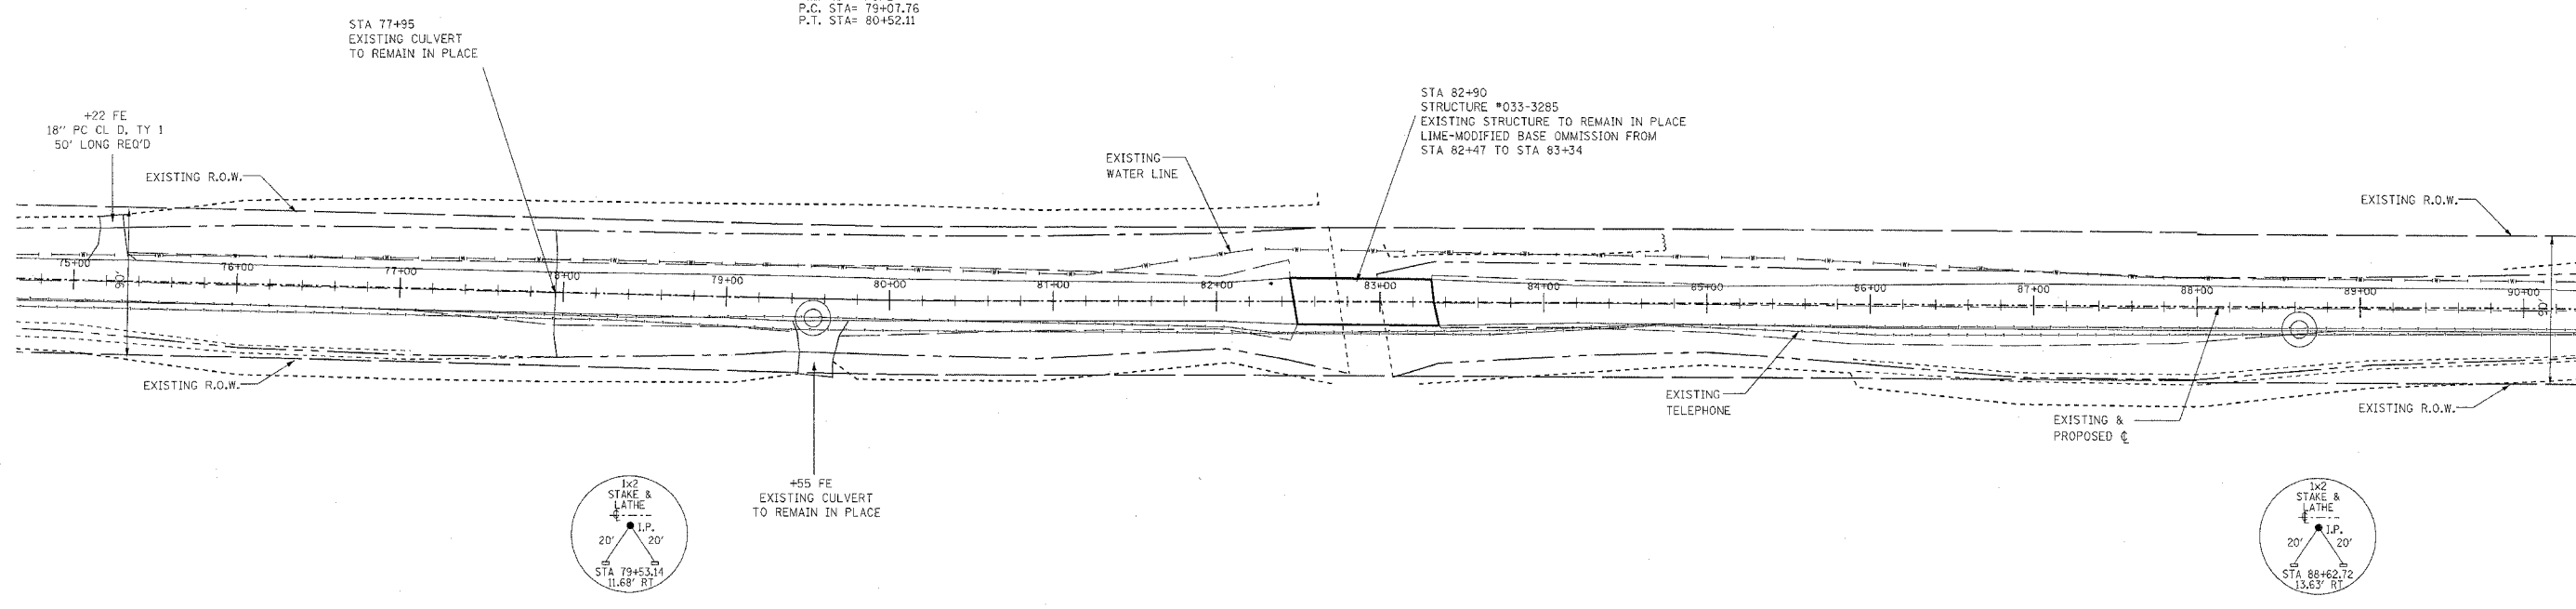 P.C. STA= 79+07.76
P.T. STA= 80+52.11
STA 77+95
EXISTING CULVERT
TO REMAIN IN PLACE
STA 82+90
STRUCTURE #033-3285
EXISTING STRUCTURE TO REMAIN IN PLACE
LIME-MODIFIED BASE OMMISSION FROM
STA 82+47 TO STA 83+34
+22 FE
18" PC CL D, TY 1
50' LONG REQ'D
EXISTING R.O.W.
EXISTING
WATER LINE
EXISTING R.O.W.
75+00 76+00 77+00 78+00 79+00 80+00 81+00 82+00 83+00 84+00 85+00 86+00 87+00 88+00 89+00 90+00
EXISTING R.O.W.
EXISTING
TELEPHONE
EXISTING &
PROPOSED ℄
EXISTING R.O.W.
+55 FE
EXISTING CULVERT
TO REMAIN IN PLACE
1x2
STAKE &
LATHE
℄
I.P.
20' 20'
STA 79+53.14
11.68' RT
1x2
STAKE &
LATHE
℄
I.P.
20' 20'
STA 88+62.72
13.63' RT